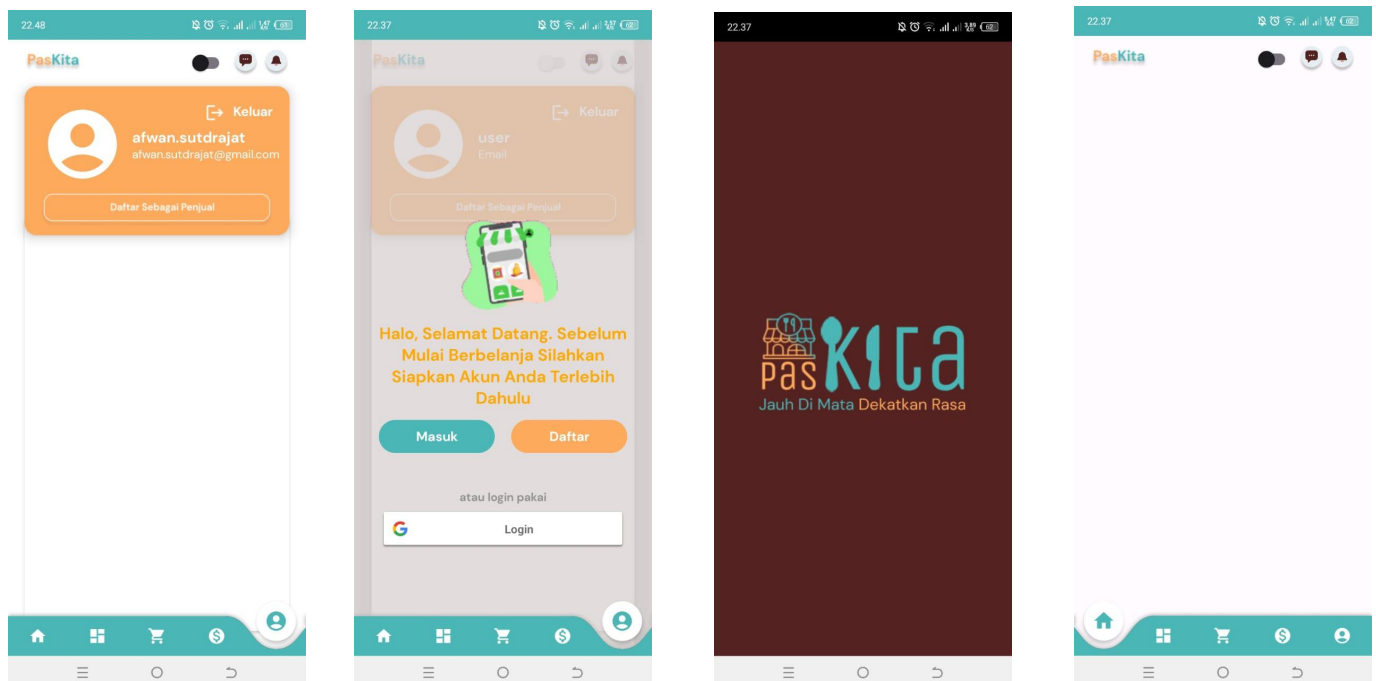 22.48
PasKita
Keluar
afwan.sutdrajat
afwan.sutdrajat@gmail.com
Daftar Sebagai Penjual
22.37
PasKita
Keluar
user
Email
Daftar Sebagai Penjual
Halo, Selamat Datang. Sebelum
Mulai Berbelanja Silahkan
Siapkan Akun Anda Terlebih
Dahulu
Masuk
Daftar
atau login pakai
G
Login
22.37
pas KITa
Jauh Di Mata Dekatkan Rasa
22.37
PasKita